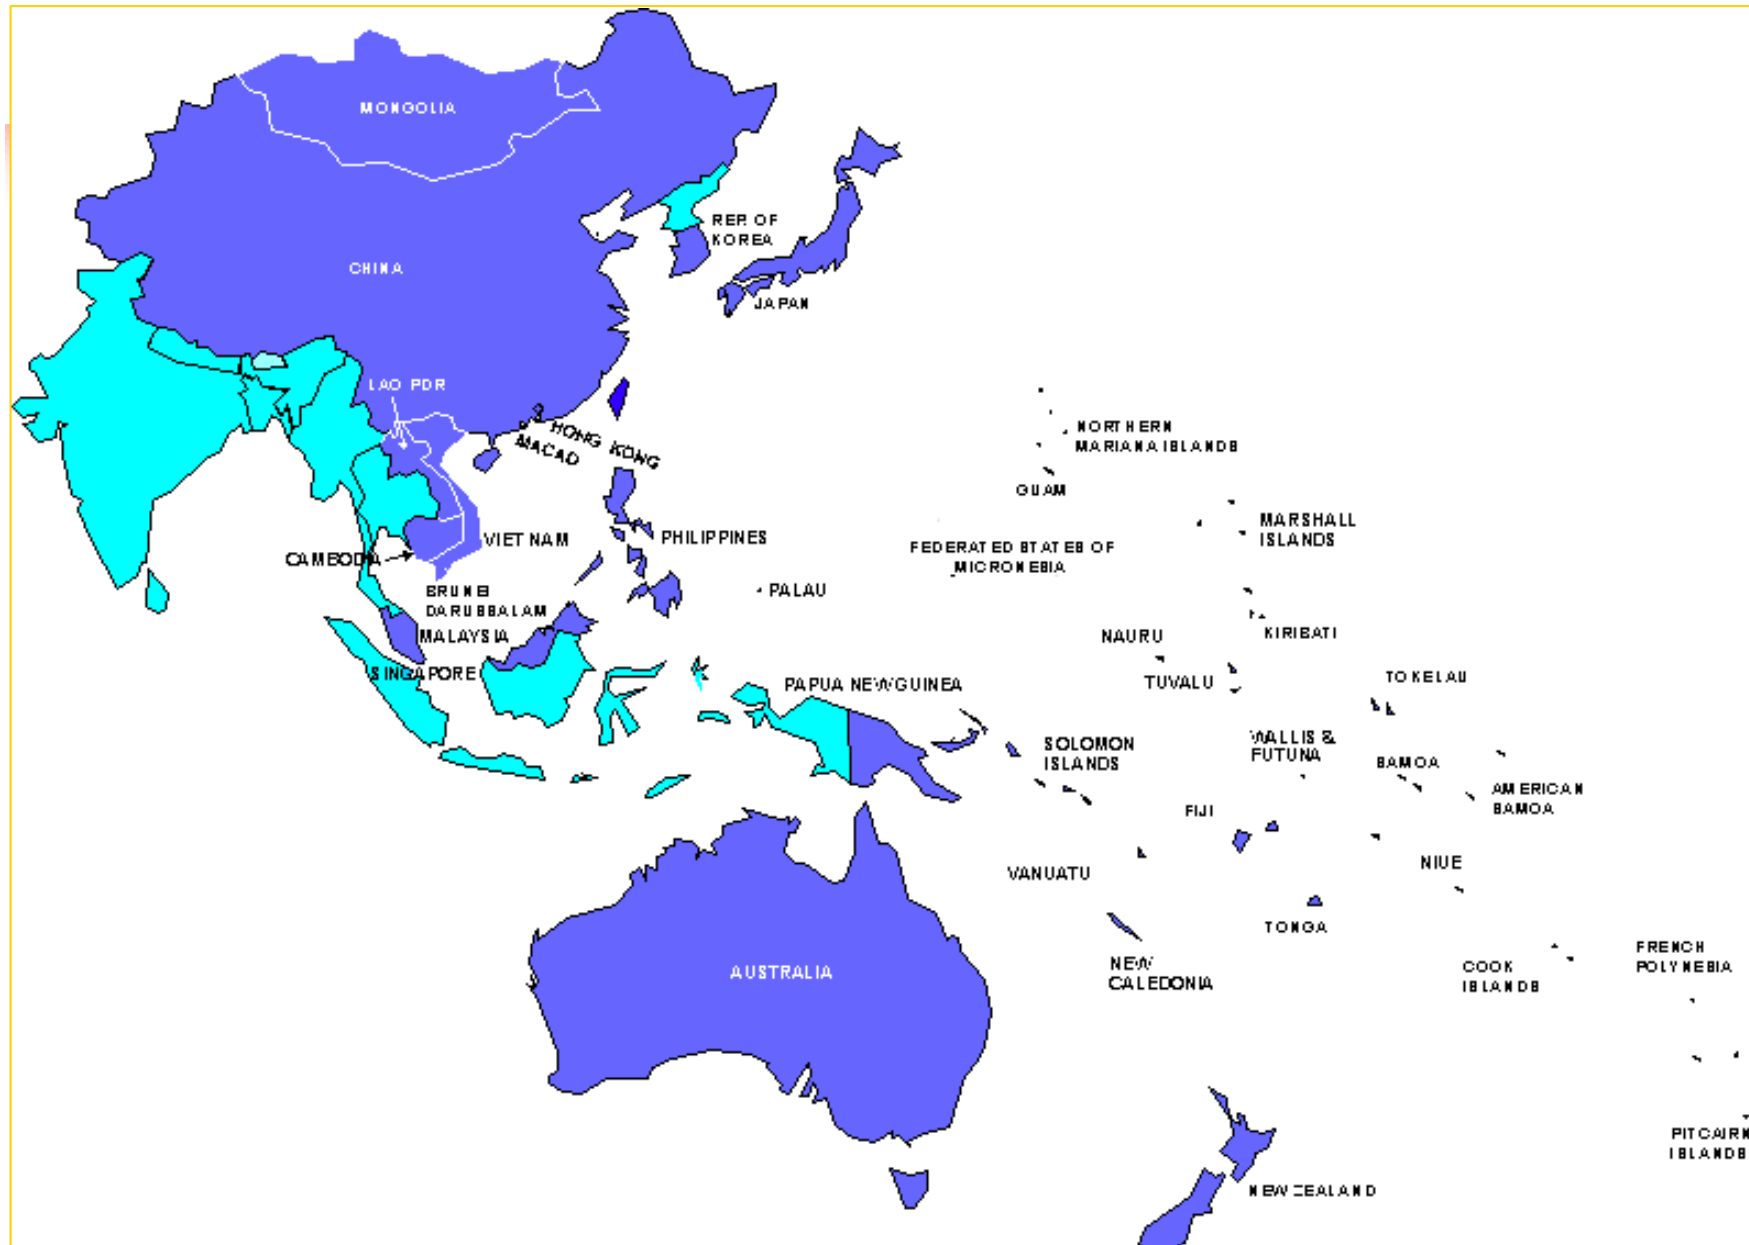 MONGOLIA
REP. OF
KOREA
CHINA
JAPAN
LAO PDR
HONG KONG
MACAO
NORTHERN
MARIANA ISLANDS
GUAM
MARSHALL
ISLANDS
VIET NAM
PHILIPPINES
CAMBODIA
FEDERATED STATES OF
MICRONESIA
BRUNEI
DARUSSALAM
PALAU
MALAYSIA
NAURU
KIRIBATI
SINGAPORE
PAPUA NEW GUINEA
TUVALU
TOKELAU
SOLOMON
ISLANDS
WALLIS &
FUTUNA
SAMOA
AMERICAN
SAMOA
FIJI
VANUATU
NIUE
TONGA
AUSTRALIA
NEW
CALEDONIA
COOK
ISLANDS
FRENCH
POLYNESIA
PITCAIRN
ISLANDS
NEW ZEALAND